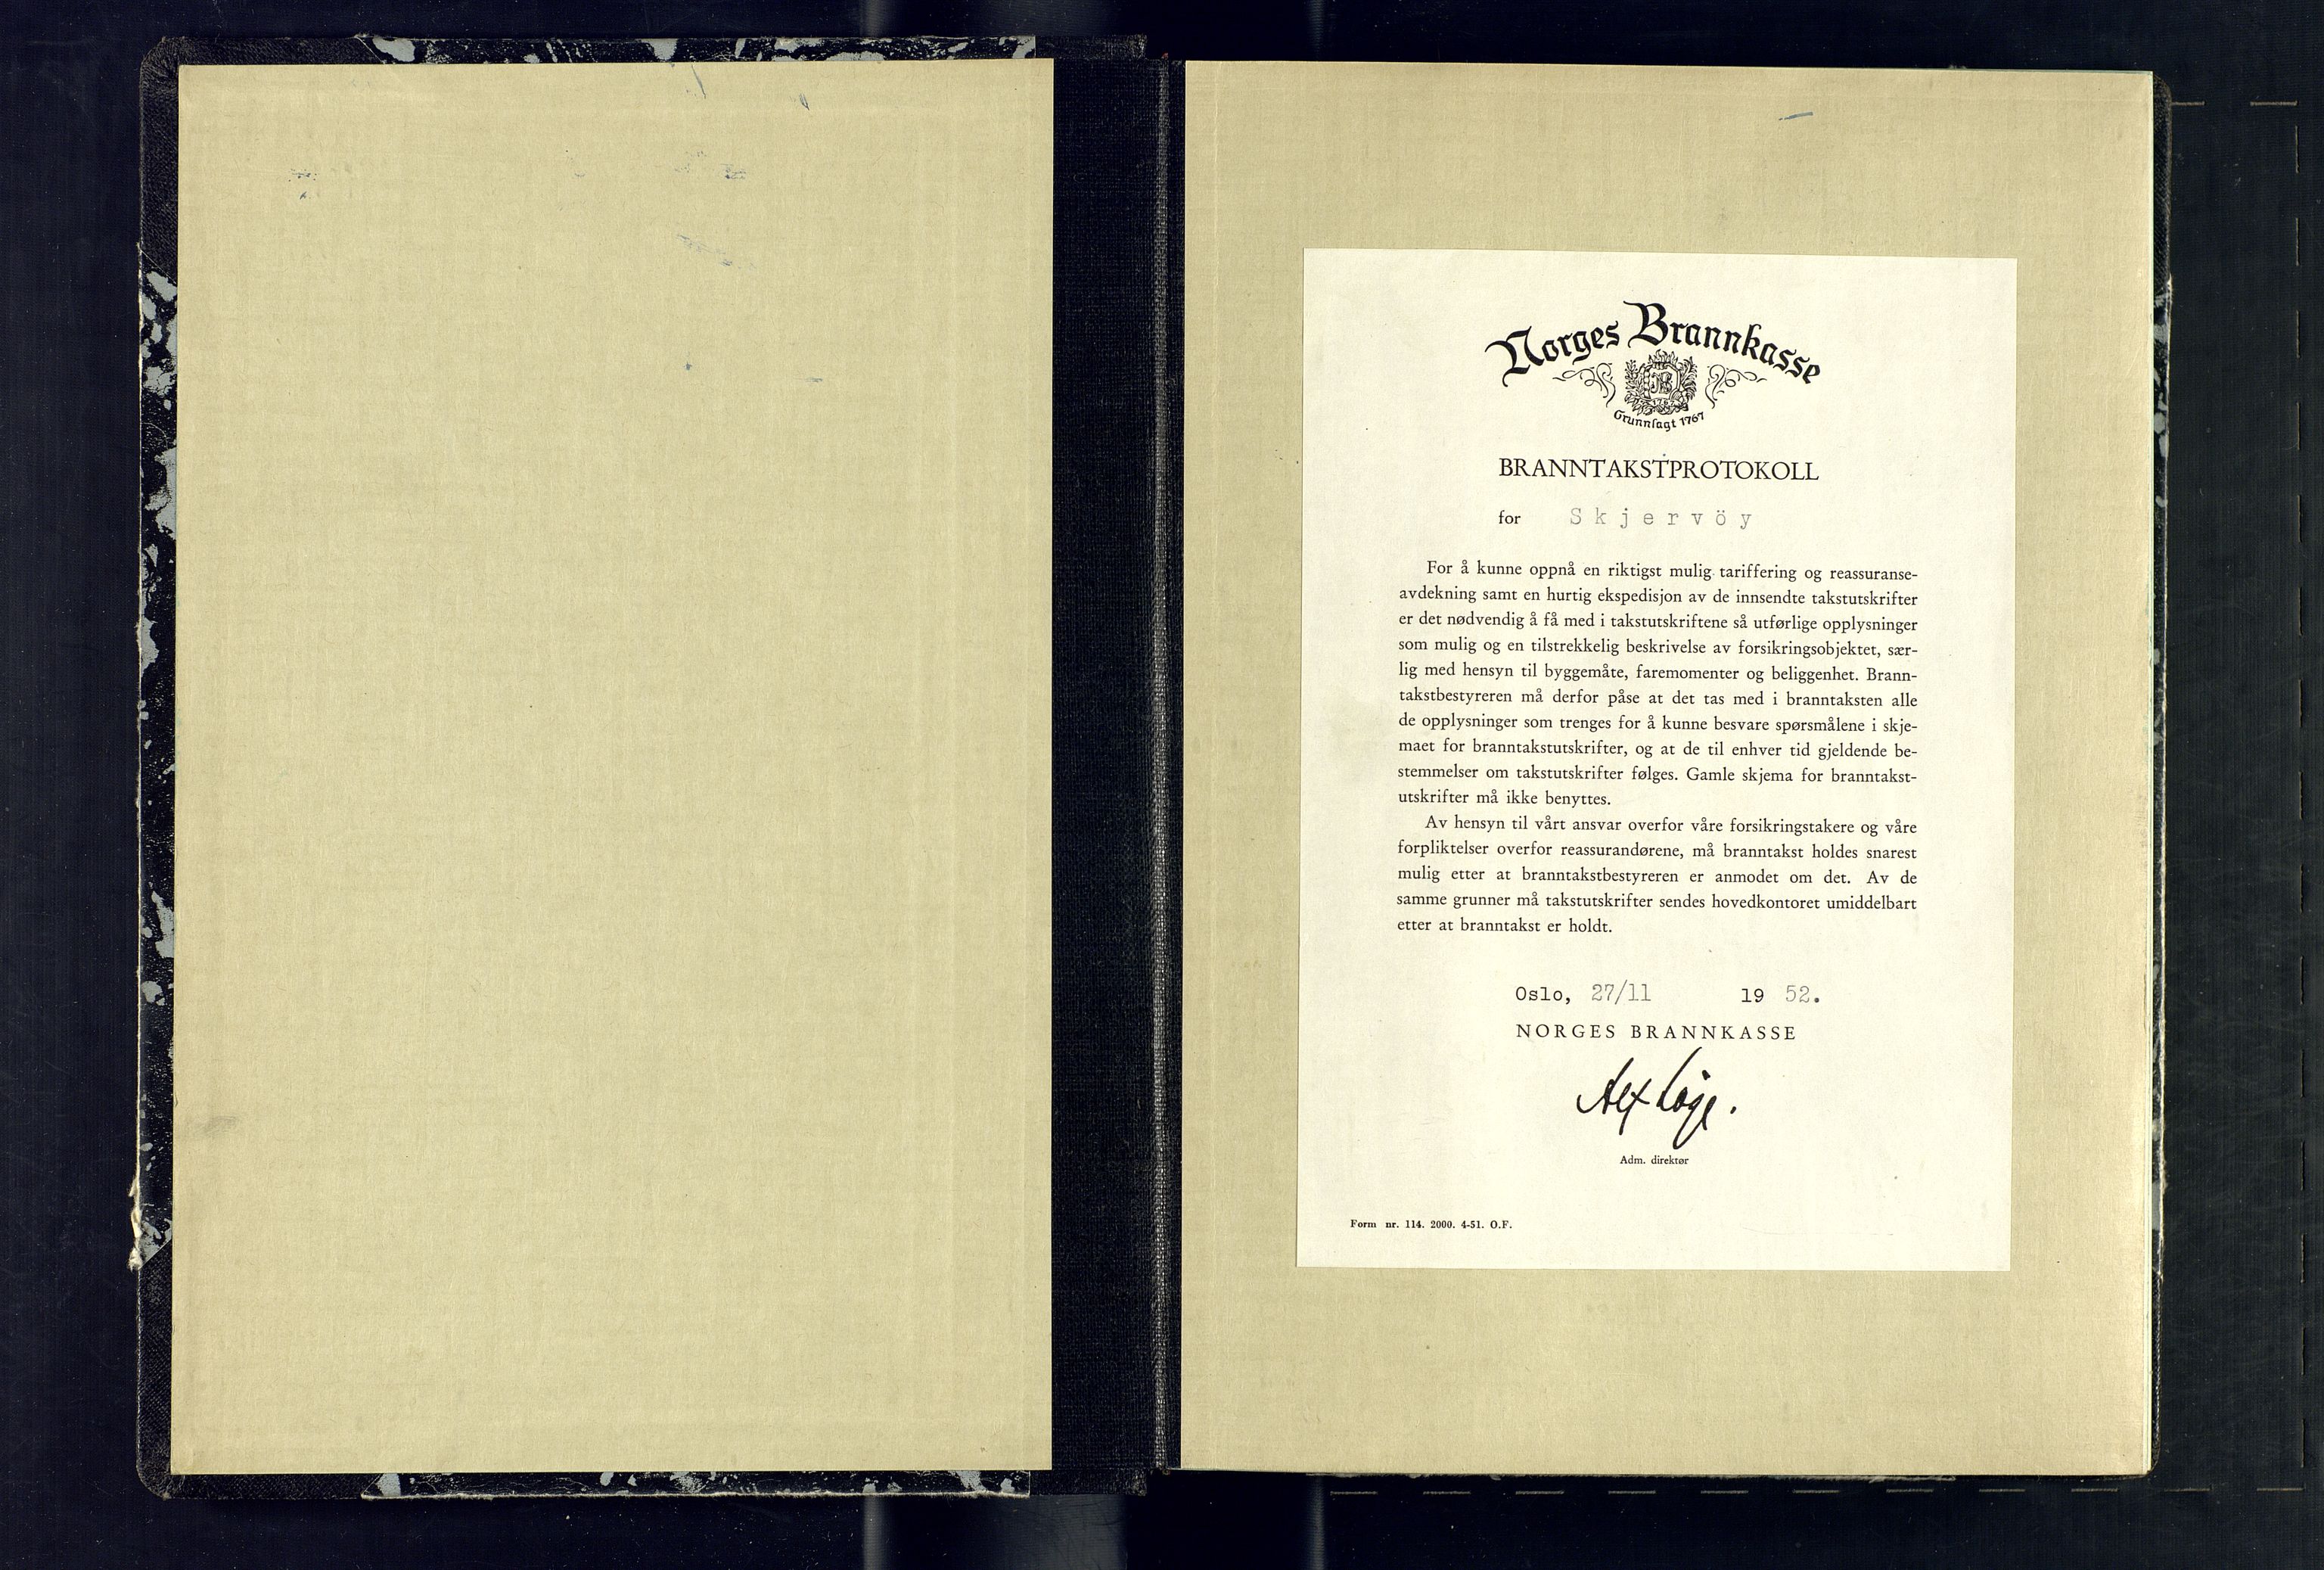 Norges Brannkasse
Grunnlagt 1767
BRANNTAKSTPROTOKOLL
for Skjervöy
For å kunne oppnå en riktigst mulig tariffering og reassuranse-
avdekning samt en hurtig ekspedisjon av de innsendte takstutskrifter
er det nødvendig å få med i takstutskriftene så utførlige opplysninger
som mulig og en tilstrekkelig beskrivelse av forsikringsobjektet, sær-
lig med hensyn til byggemåte, faremomenter og beliggenhet. Brann-
takstbestyreren må derfor påse at det tas med i branntaksten alle
de opplysninger som trenges for å kunne besvare spørsmålene i skje-
maet for branntakstutskrifter, og at de til enhver tid gjeldende be-
stemmelser om takstutskrifter følges. Gamle skjema for branntakst-
utskrifter må ikke benyttes.
Av hensyn til vårt ansvar overfor våre forsikringstakere og våre
forpliktelser overfor reassurandørene, må branntakst holdes snarest
mulig etter at branntakstbestyreren er anmodet om det. Av de
samme grunner må takstutskrifter sendes hovedkontoret umiddelbart
etter at branntakst er holdt.
Oslo, 27/11 19 52.
NORGES BRANNKASSE
Adm. direktør
Form nr. 114. 2000. 4-51. O.F.